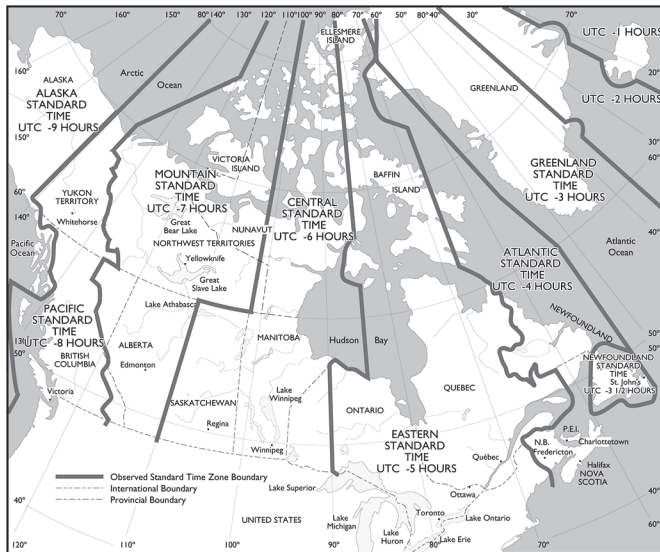 70°
160°
150°
140°
80°
140°
130°
120°
110°
100°
90°
80°
70°
60°
50°
80°
40°
30°
70°
UTC -1 HOURS
20°
UTC -2 HOURS
30°
60°
ELLESMERE
ISLAND
160°
ALASKA
ALASKA
STANDARD
TIME
UTC -9 HOURS
150°
Arctic
Ocean
GREENLAND
GREENLAND
STANDARD
TIME
UTC -3 HOURS
40°
VICTORIA
ISLAND
BAFFIN
ISLAND
MOUNTAIN
STANDARD
TIME
UTC -7 HOURS
CENTRAL
STANDARD
TIME
UTC -6 HOURS
60°
140°
YUKON
TERRITORY
Whitehorse
Great
Bear Lake
NUNAVUT
NORTHWEST TERRITORIES
Yellowknife
Great
Slave Lake
Pacific
Ocean
Atlantic
Ocean
ATLANTIC
STANDARD
TIME
UTC -4 HOURS
PACIFIC
STANDARD
TIME
UTC -8 HOURS
130°
50°
BRITISH
COLUMBIA
Victoria
Lake Athabasca
ALBERTA
Edmonton
SASKATCHEWAN
Regina
MANITOBA
Lake
Winnipeg
Winnipeg
Hudson
Bay
ONTARIO
QUEBEC
NEWFOUNDLAND
50°
50°
NEWFOUNDLAND
STANDARD
TIME
St. John's
UTC -3 1/2 HOURS
EASTERN
STANDARD
TIME
UTC -5 HOURS
Québec
Ottawa
Toronto
P.E.I.
Charlottetown
N.B.
Fredericton
Halifax
NOVA
SCOTIA
Observed Standard Time Zone Boundary
International Boundary
Provincial Boundary
Lake Superior
UNITED STATES
Lake
Michigan
Lake
Huron
Lake Ontario
Lake Erie
40°
40°
60°
120°
110°
100°
90°
80°
70°